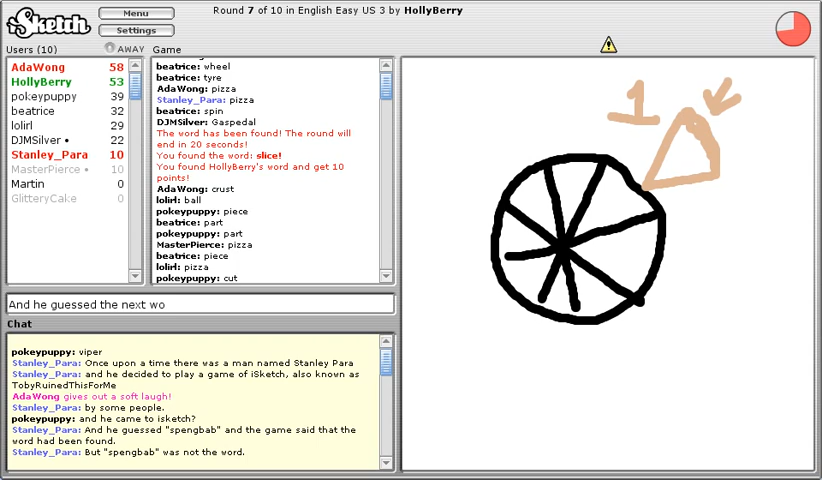 iSketch
Menu
Settings
Round 7 of 10 in English Easy US 3 by HollyBerry
Users (10)
AWAY
Game
AdaWong 58
HollyBerry 53
pokeypuppy 39
beatrice 32
lolirl 29
DJMSilver • 22
Stanley_Para 10
MasterPierce • 10
Martin 0
GlitteryCake 0
beatrice: wheel
beatrice: tyre
AdaWong: pizza
Stanley_Para: pizza
beatrice: spin
DJMSilver: Gaspedal
The word has been found! The round will
end in 20 seconds!
You found the word: slice!
You found HollyBerry's word and get 10
points!
AdaWong: crust
lolirl: ball
pokeypuppy: piece
beatrice: part
pokeypuppy: part
MasterPierce: pizza
beatrice: piece
lolirl: pizza
pokeypuppy: cut
1
And he guessed the next wo
Chat
pokeypuppy: viper
Stanley_Para: Once upon a time there was a man named Stanley Para
Stanley_Para: and he decided to play a game of iSketch, also known as
TobyRuinedThisForMe
AdaWong gives out a soft laugh!
Stanley_Para: by some people.
pokeypuppy: and he came to isketch?
Stanley_Para: And he guessed "spengbab" and the game said that the
word had been found.
Stanley_Para: But "spengbab" was not the word.